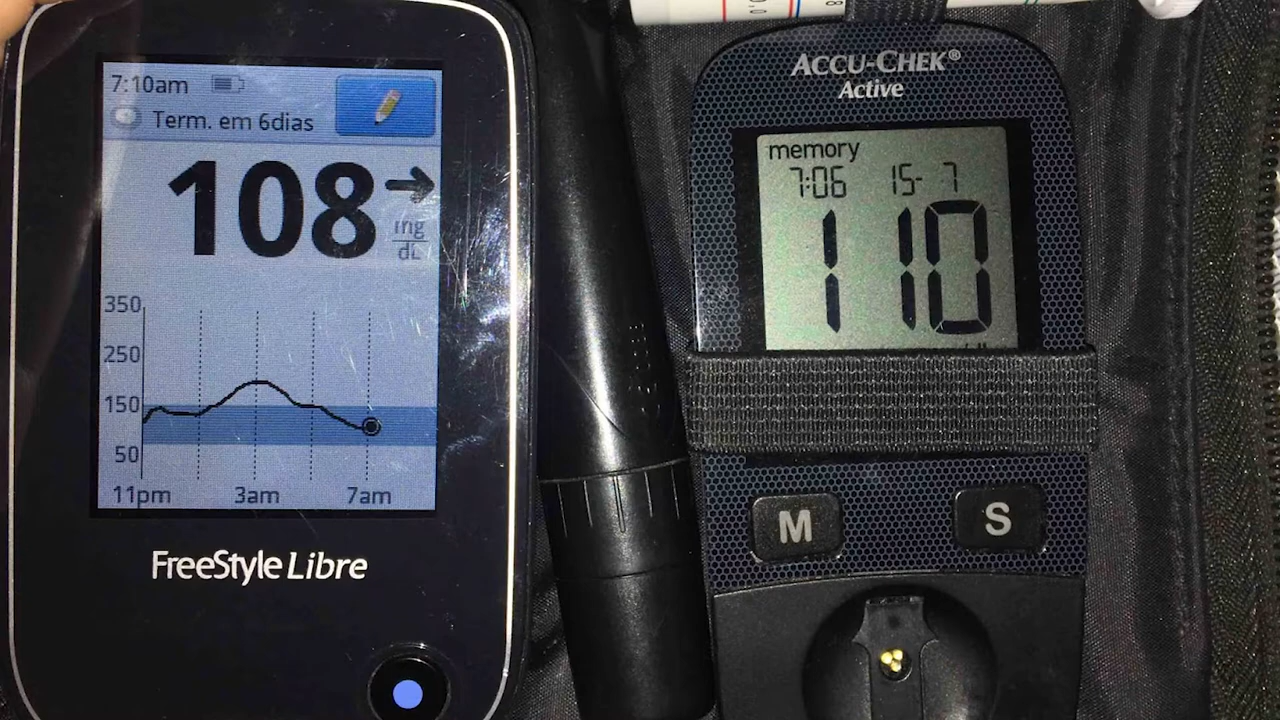 7:10am
Term. em 6dias
108
mg
dL
350
250
150
50
11pm 3am 7am
FreeStyle Libre
ACCU-CHEK®
Active
memory
7:06 15- 7
110
M S